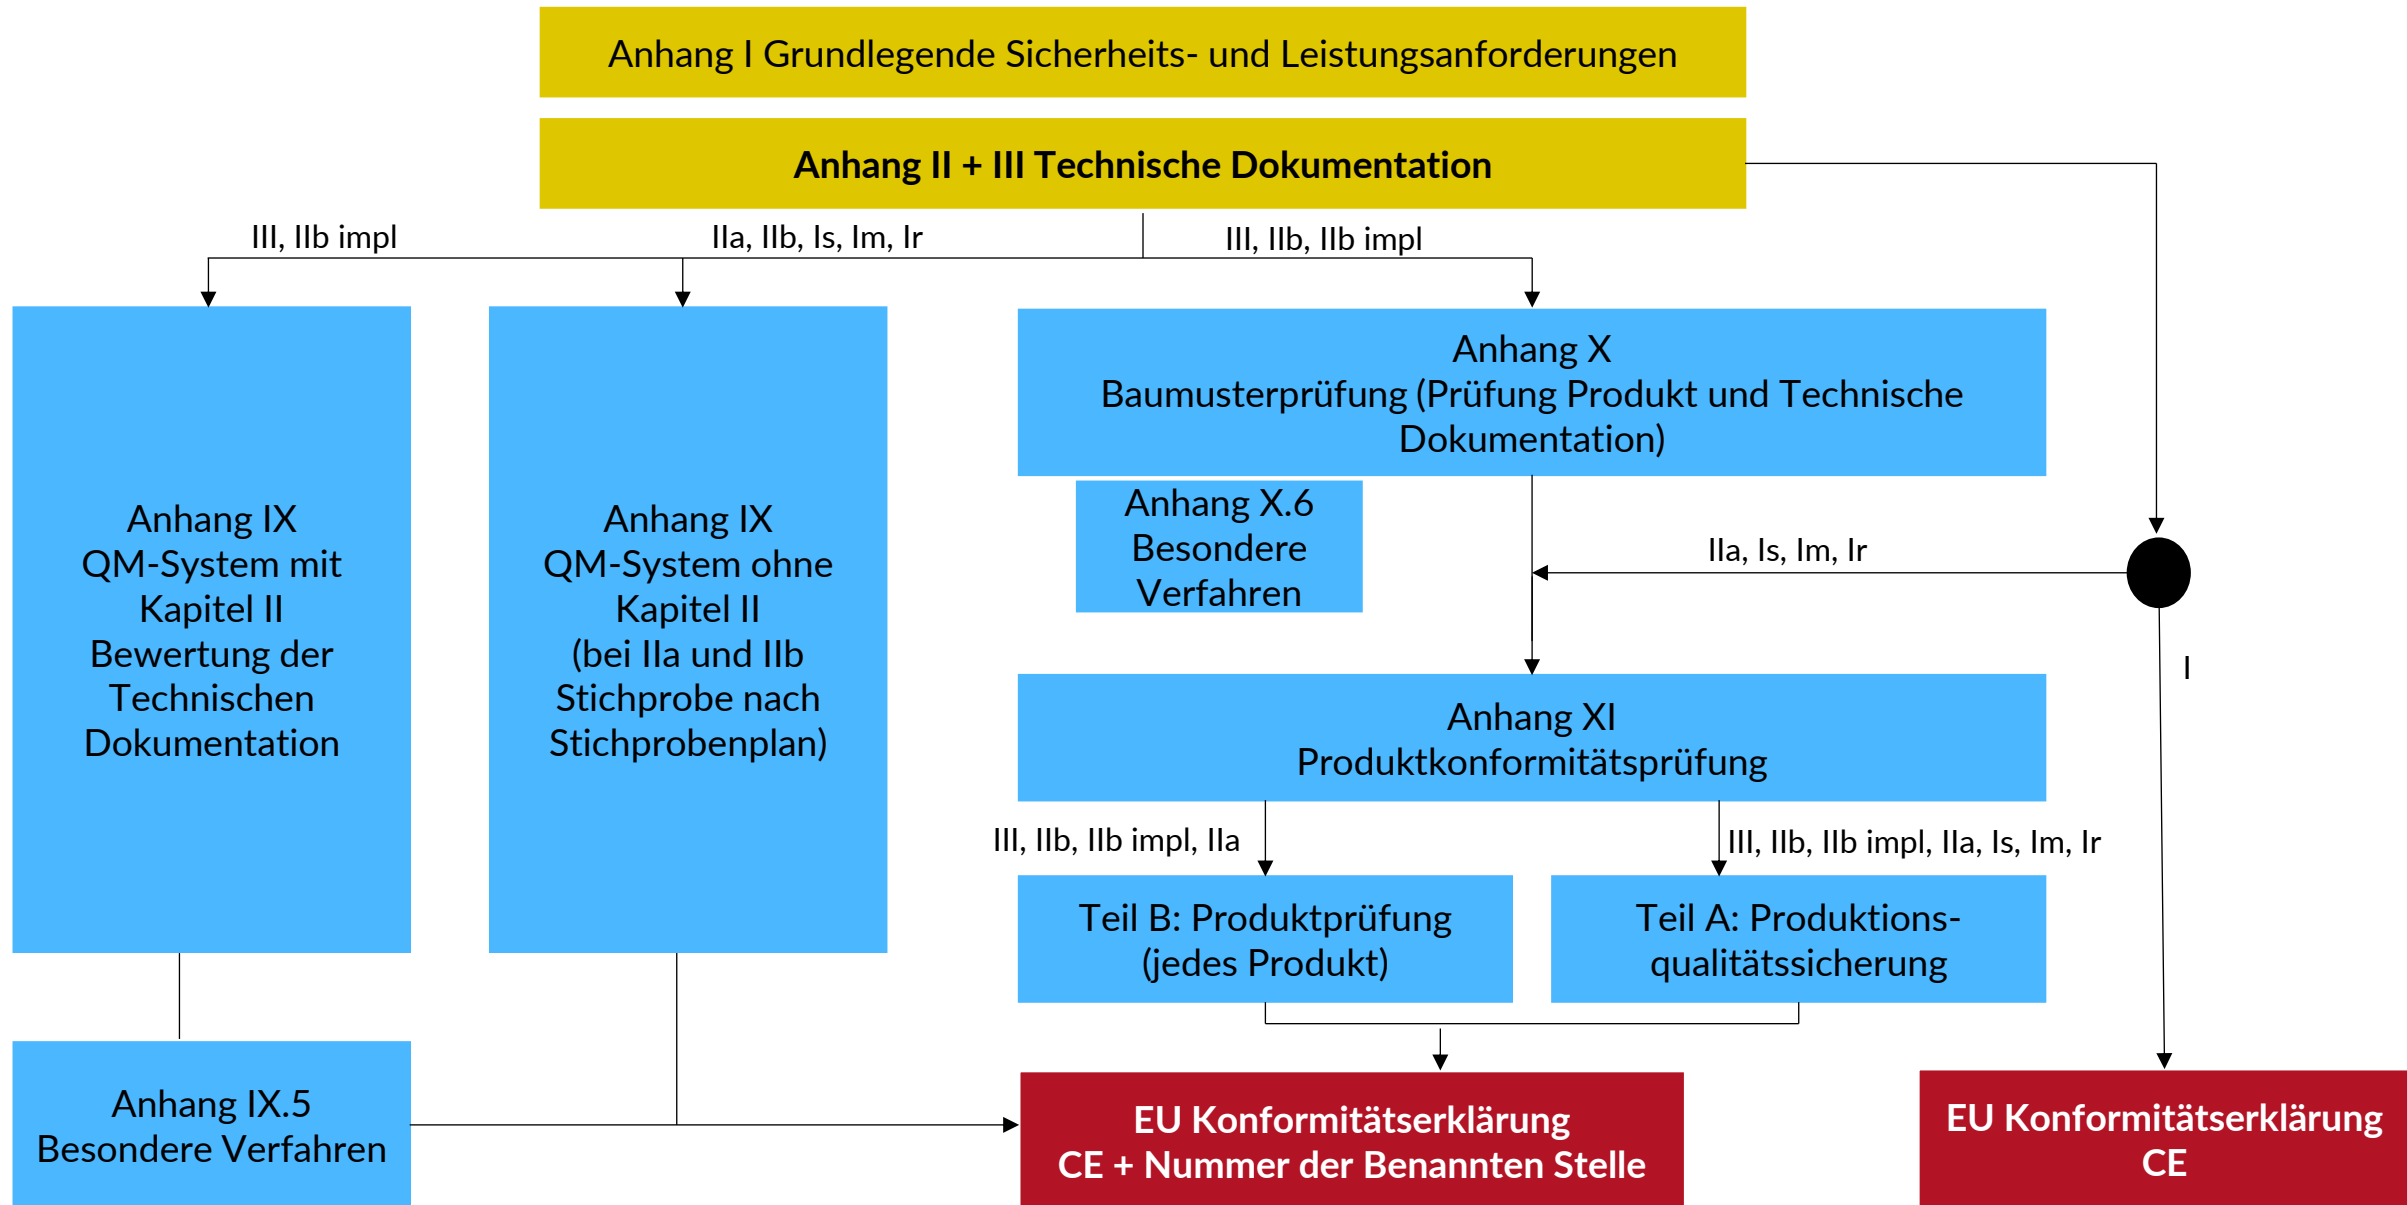 Anhang I Grundlegende Sicherheits- und Leistungsanforderungen
Anhang II + III Technische Dokumentation
III, IIb impl
IIa, IIb, Is, Im, Ir
III, IIb, IIb impl
Anhang IX
QM-System mit
Kapitel II
Bewertung der
Technischen
Dokumentation
Anhang IX
QM-System ohne
Kapitel II
(bei IIa und IIb
Stichprobe nach
Stichprobenplan)
Anhang X
Baumusterprüfung (Prüfung Produkt und Technische
Dokumentation)
Anhang X.6
Besondere
Verfahren
IIa, Is, Im, Ir
I
Anhang XI
Produktkonformitätsprüfung
III, IIb, IIb impl, IIa
III, IIb, IIb impl, IIa, Is, Im, Ir
Teil B: Produktprüfung
(jedes Produkt)
Teil A: Produktions-
qualitätssicherung
Anhang IX.5
Besondere Verfahren
EU Konformitätserklärung
CE + Nummer der Benannten Stelle
EU Konformitätserklärung
CE